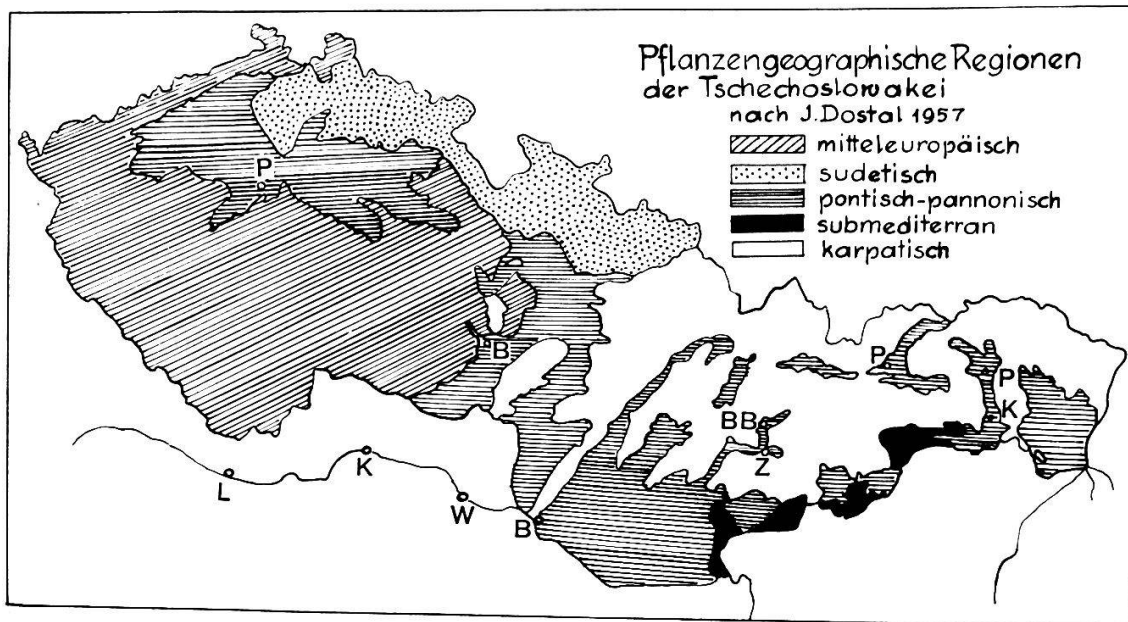 Pflanzengeographische Regionen
der Tschechoslowakei
nach J. Dostal 1957
mitteleuropäisch
sudetisch
pontisch-pannonisch
submediterran
karpatisch
P
B
P
P
BB
K
Z
L
K
W
B